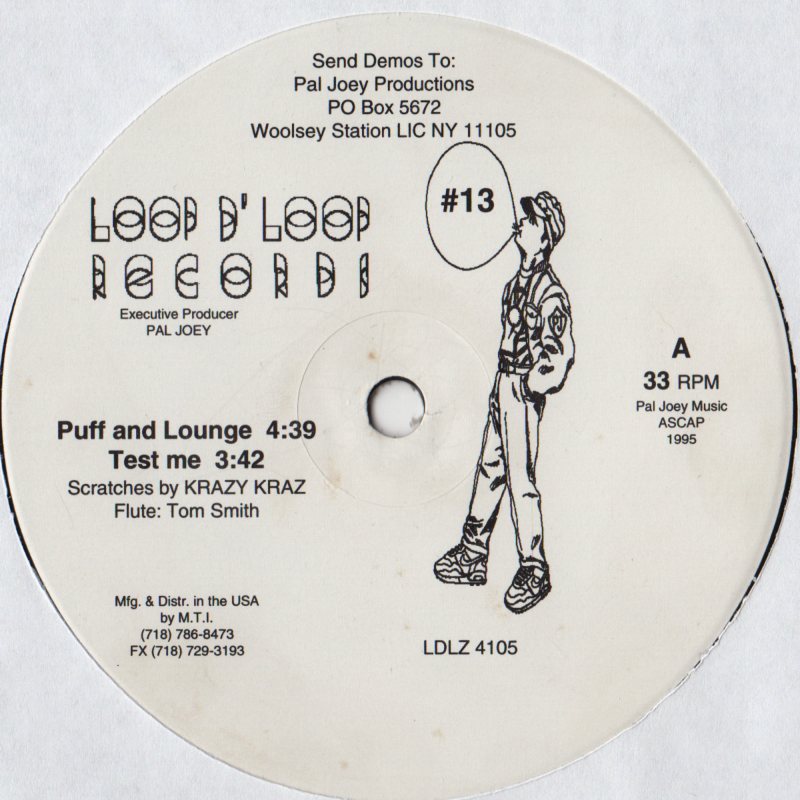 Send Demos To:
Pal Joey Productions
PO Box 5672
Woolsey Station LIC NY 11105
#13
LOOP D' LOOP
RECORDS
Executive Producer
PAL JOEY
A
33 RPM
Pal Joey Music
ASCAP
1995
Puff and Lounge 4:39
Test me 3:42
Scratches by KRAZY KRAZ
Flute: Tom Smith
Mfg. & Distr. in the USA
by M.T.I.
(718) 786-8473
FX (718) 729-3193
LDLZ 4105